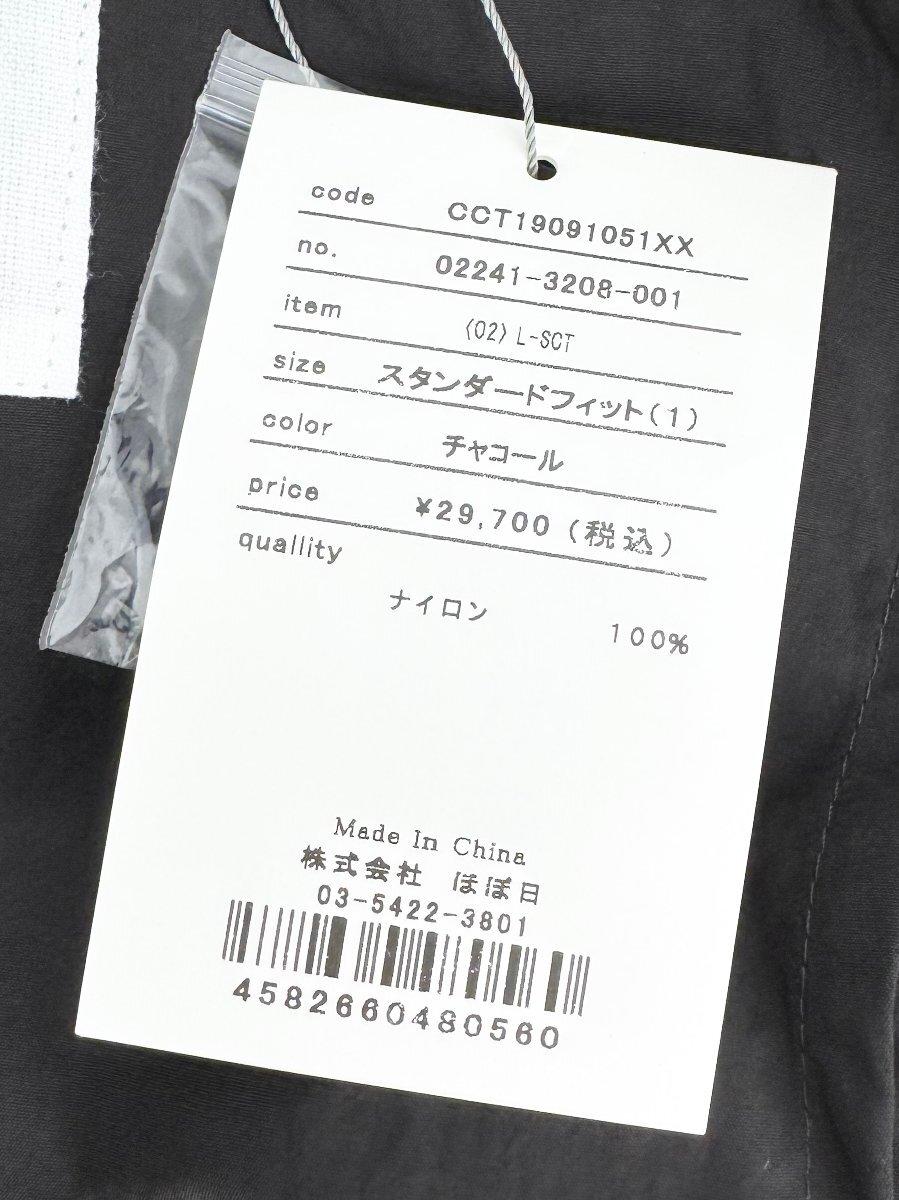 code CCT19091051XX
no. 02241-3208-001
item (02) L-SCT
size スタンダードフィット(1)
color チャコール
price ¥29,700(税込)
quallity
ナイロン 100%
Made In China
株式会社 ほぼ日
03-5422-3801
4582660480560